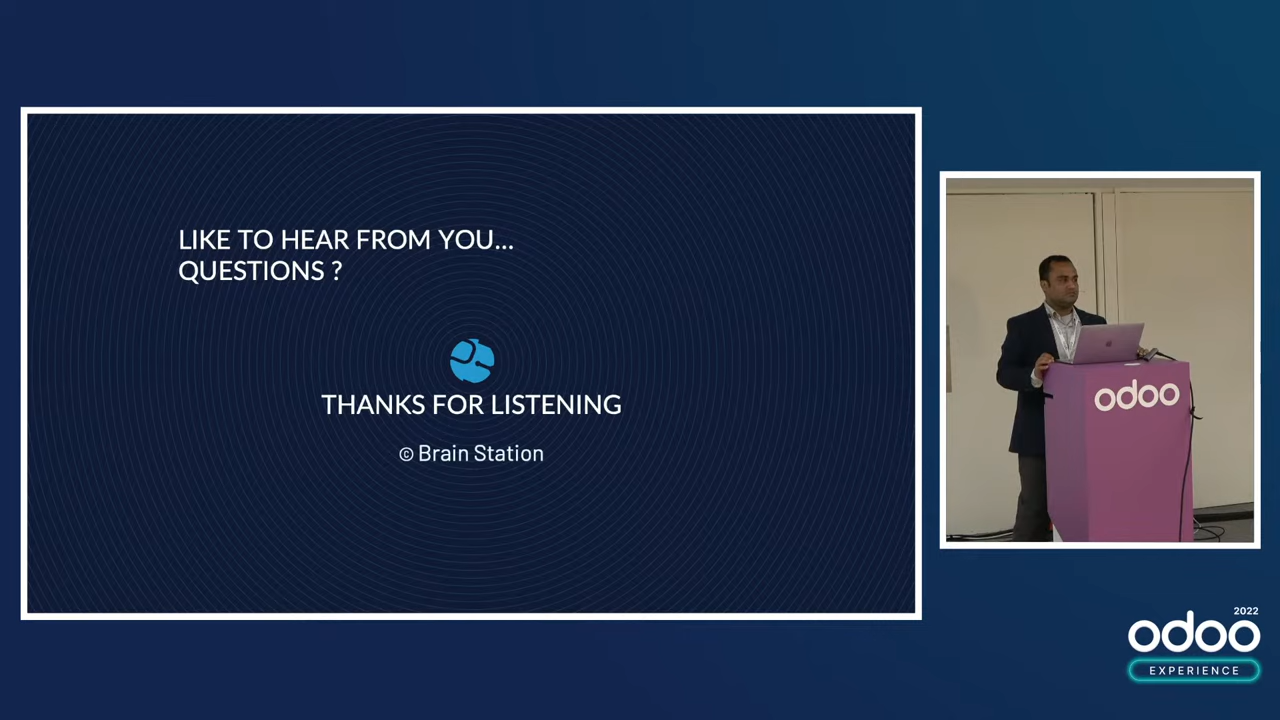 LIKE TO HEAR FROM YOU...
QUESTIONS ?
THANKS FOR LISTENING
© Brain Station
odoo
2022
odoo
EXPERIENCE